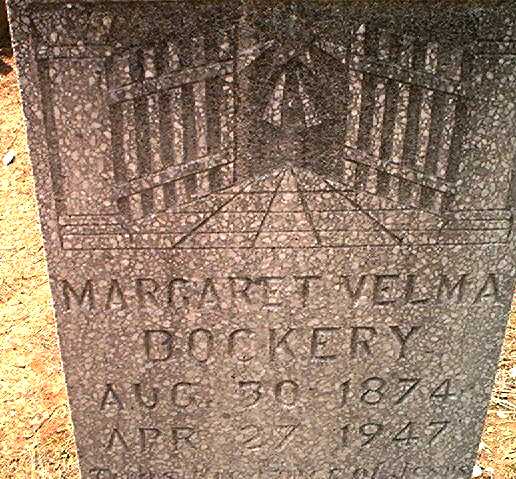 MARGARET VELMA
DOCKERY
AUG. 30 1874
APR 27 1947